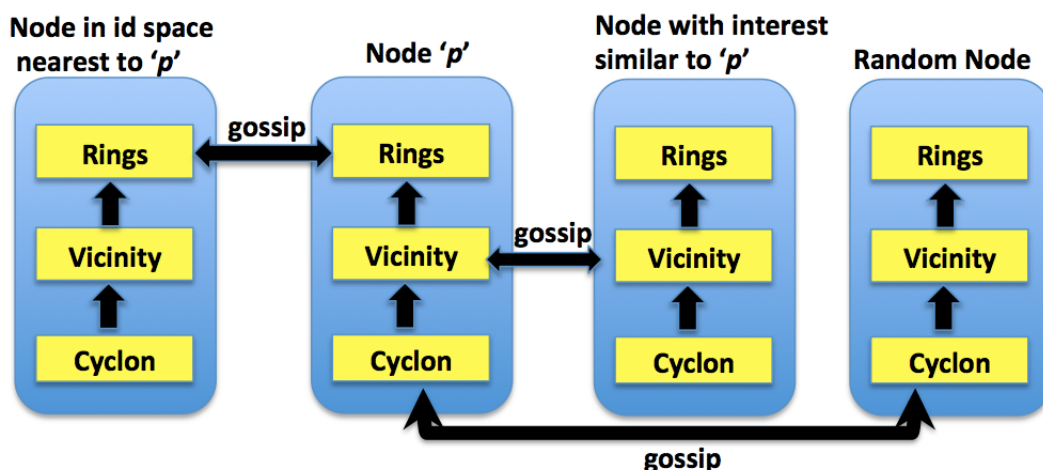 Node in id space
nearest to ‘p’
Node ‘p’
Node with interest
similar to ‘p’
Random Node
gossip
Rings
Rings
Rings
Rings
gossip
Vicinity
Vicinity
Vicinity
Vicinity
Cyclon
Cyclon
Cyclon
Cyclon
gossip